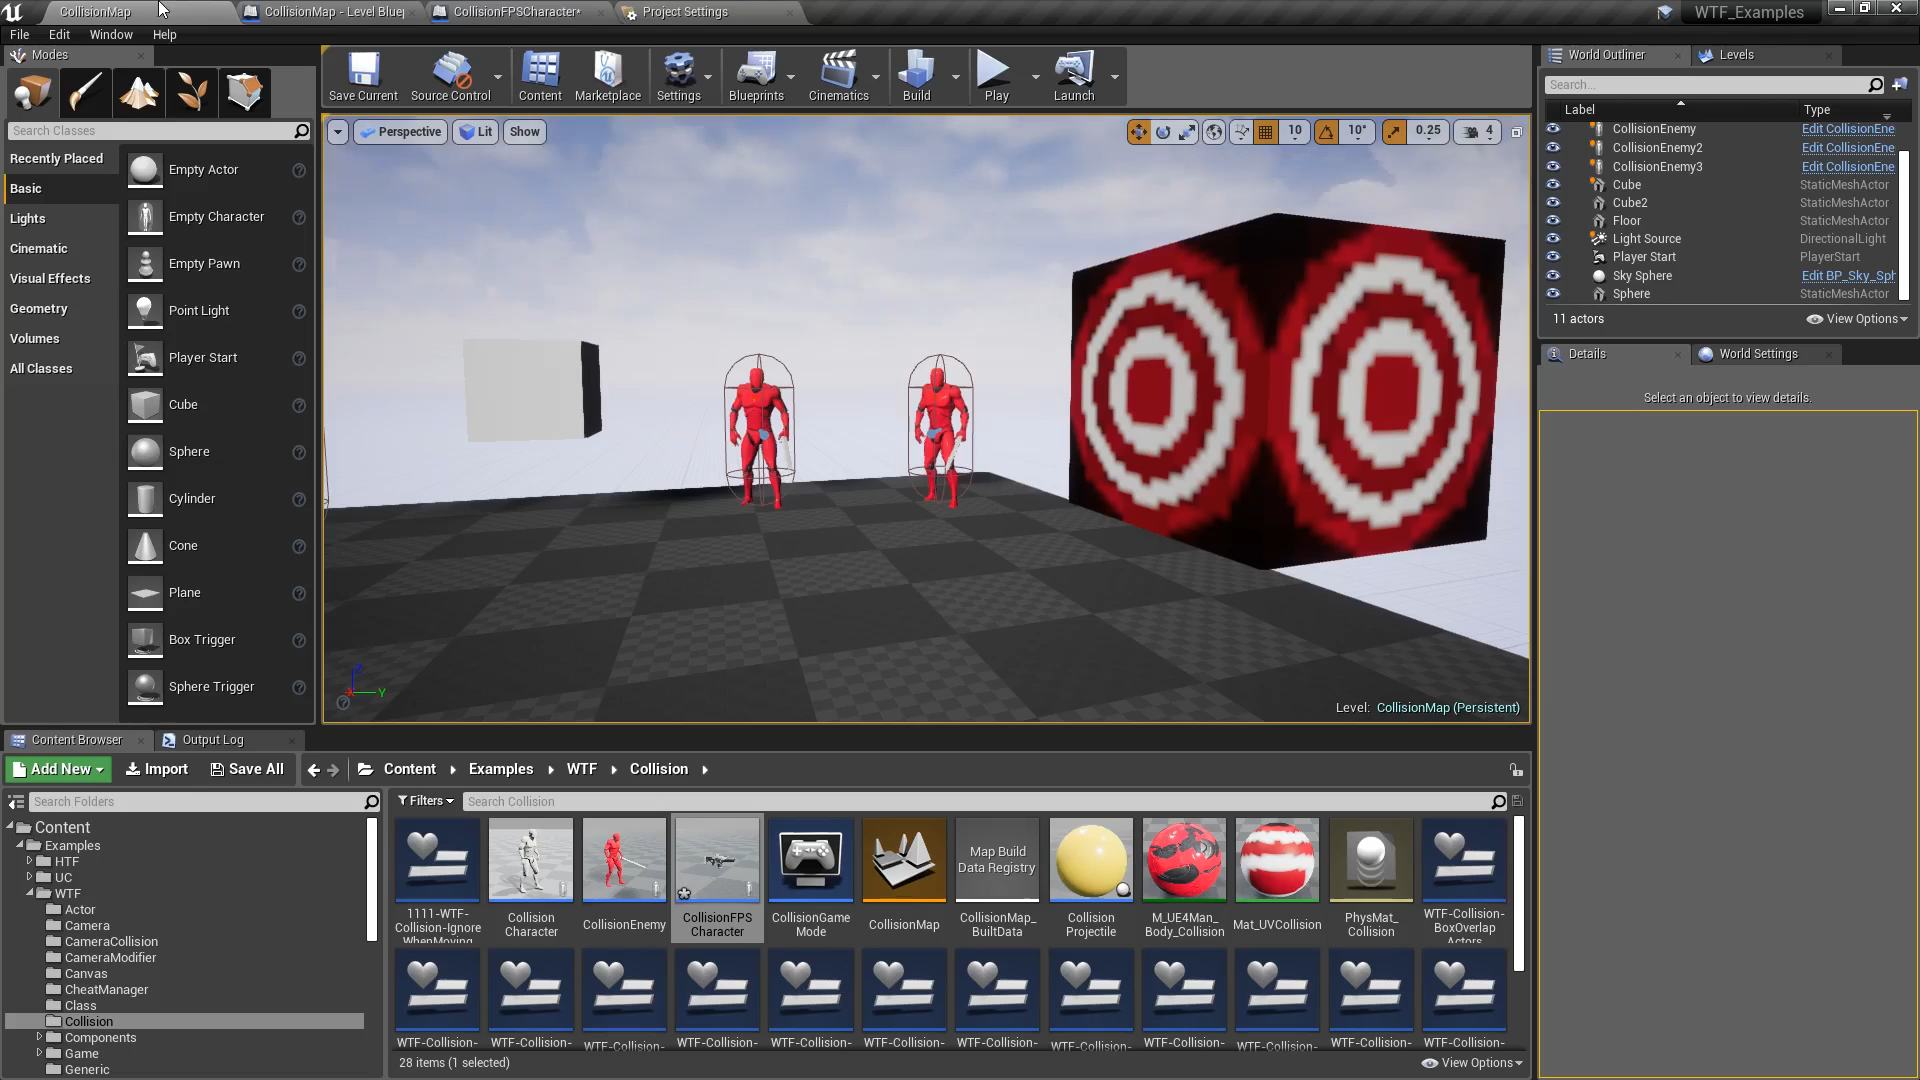 CollisionMap
CollisionMap - Level Bluep
CollisionFPSCharacter*
Project Settings
WTF_Examples
File Edit Window Help
Modes
Search Classes
Recently Placed
Basic
Lights
Cinematic
Visual Effects
Geometry
Volumes
All Classes
Empty Actor
Empty Character
Empty Pawn
Point Light
Player Start
Cube
Sphere
Cylinder
Cone
Plane
Box Trigger
Sphere Trigger
Save Current
Source Control
Content
Marketplace
Settings
Blueprints
Cinematics
Build
Play
Launch
Perspective Lit Show
10 10° 0.25 4
Z
X Y
Level: CollisionMap (Persistent)
World Outliner
Levels
Search...
Label Type
CollisionEnemy Edit CollisionEne
CollisionEnemy2 Edit CollisionEne
CollisionEnemy3 Edit CollisionEne
Cube StaticMeshActor
Cube2 StaticMeshActor
Floor StaticMeshActor
Light Source DirectionalLight
Player Start PlayerStart
Sky Sphere Edit BP_Sky_Sph
Sphere StaticMeshActor
11 actors
View Options
Details
World Settings
Select an object to view details.
Content Browser
Output Log
Add New Import Save All
Content Examples WTF Collision
Search Folders
Filters
Search Collision
Content
Examples
HTF
UC
WTF
Actor
Camera
CameraCollision
CameraModifier
Canvas
CheatManager
Class
Collision
Components
Game
Generic
1111-WTF-
Collision-Ignore
WhenMoving
Collision
Character
CollisionEnemy
CollisionFPS
Character
CollisionGame
Mode
CollisionMap
Map Build
Data Registry
CollisionMap_
BuiltData
Collision
Projectile
M_UE4Man_
Body_Collision
Mat_UVCollision
PhysMat_
Collision
WTF-Collision-
BoxOverlap
Actors
WTF-Collision-
WTF-Collision-
WTF-Collision-
WTF-Collision-
WTF-Collision-
WTF-Collision-
WTF-Collision-
WTF-Collision-
WTF-Collision-
WTF-Collision-
WTF-Collision-
WTF-Collision-
28 items (1 selected)
View Options